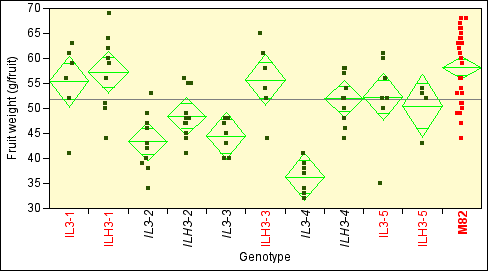 Fruit weight (g/fruit)
70
65
60
55
50
45
40
35
30
IL3-1
ILH3-1
IL3-2
ILH3-2
IL3-3
ILH3-3
IL3-4
ILH3-4
IL3-5
ILH3-5
M82
Genotype